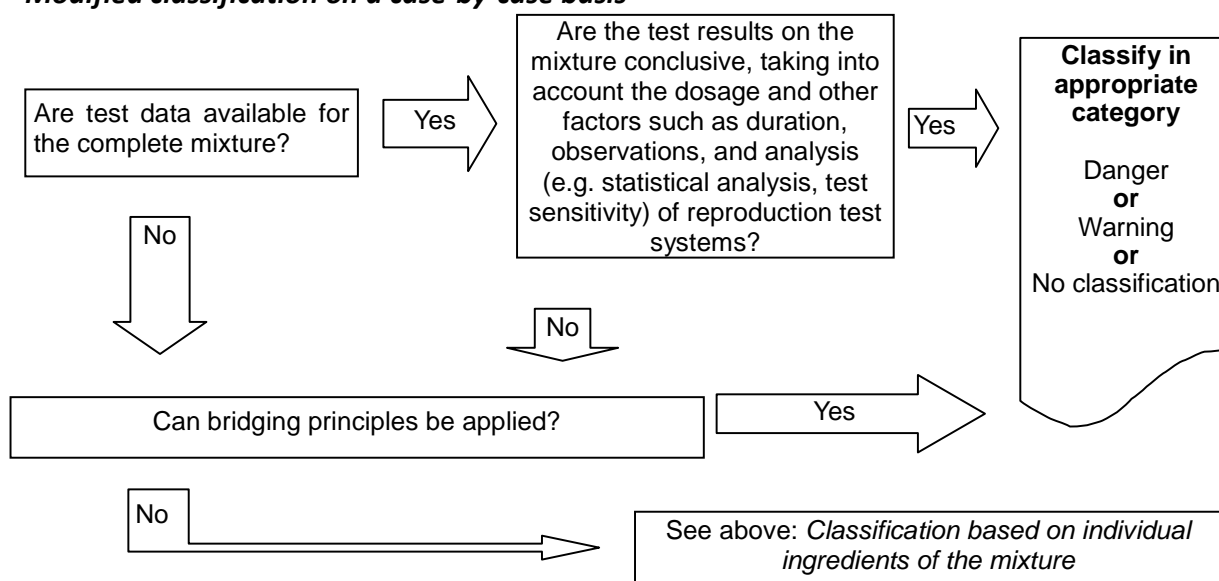 Modified classification on a case-by-case basis
Are test data available for
the complete mixture?
Yes
Are the test results on the
mixture conclusive, taking into
account the dosage and other
factors such as duration,
observations, and analysis
(e.g. statistical analysis, test
sensitivity) of reproduction test
systems?
Yes
Classify in
appropriate
category
Danger
or
Warning
or
No classification
No
No
Can bridging principles be applied?
Yes
No
See above: Classification based on individual
ingredients of the mixture